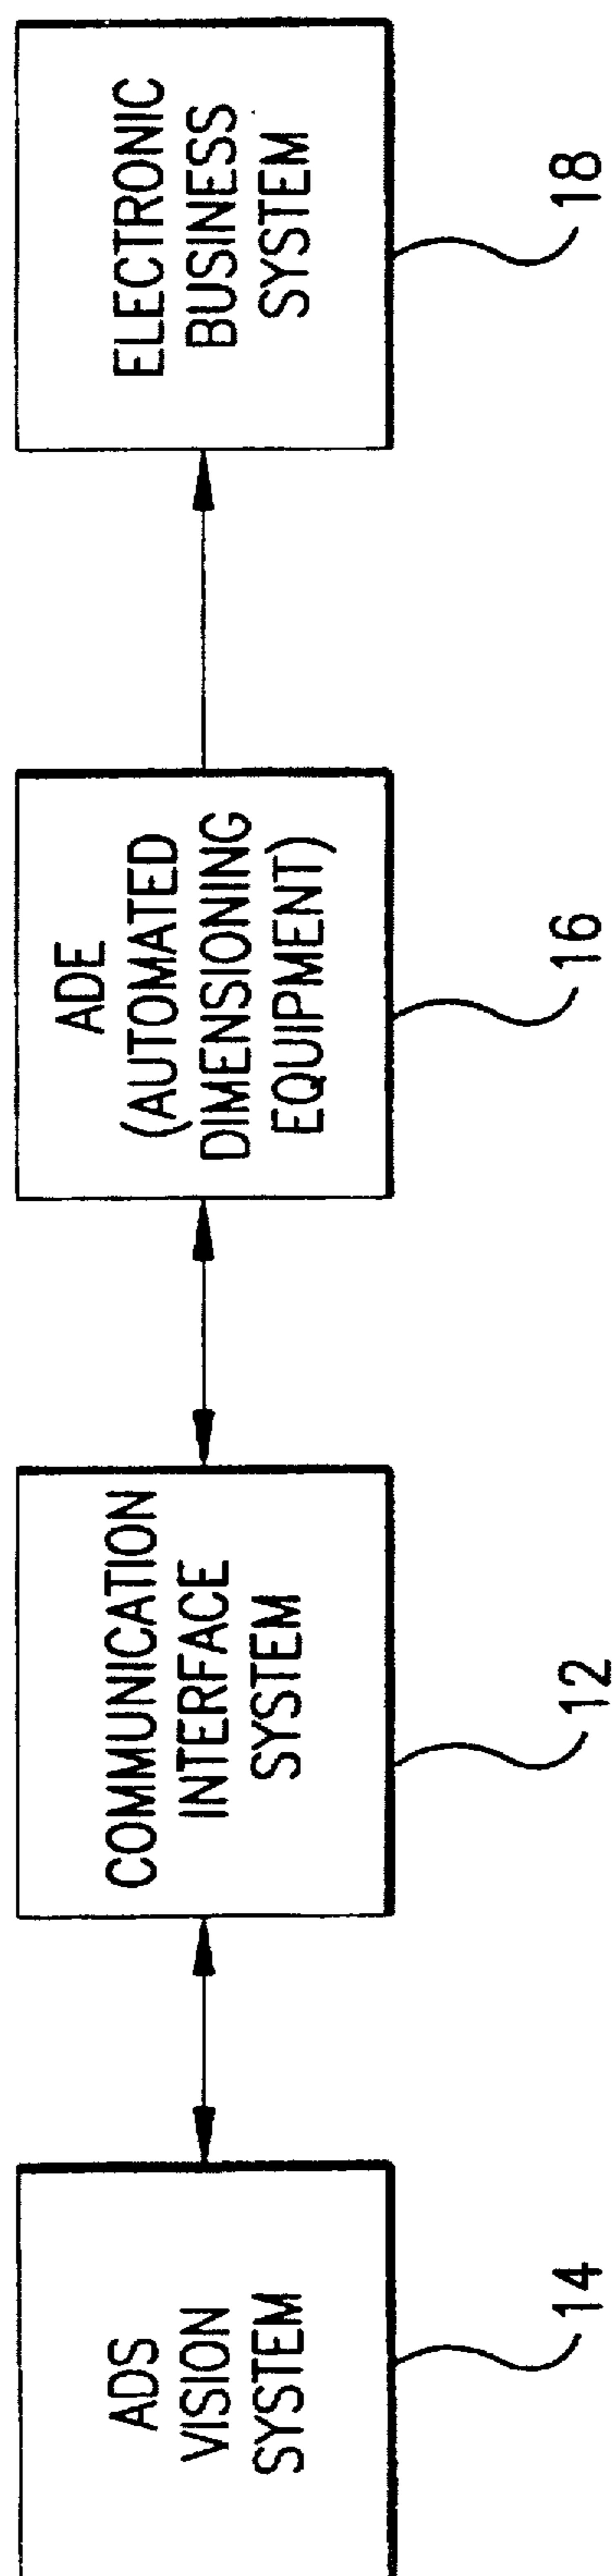 ADS
VISION
SYSTEM
14
COMMUNICATION
INTERFACE
SYSTEM
12
ADE
(AUTOMATED
DIMENSIONING
EQUIPMENT)
16
ELECTRONIC
BUSINESS
SYSTEM
18